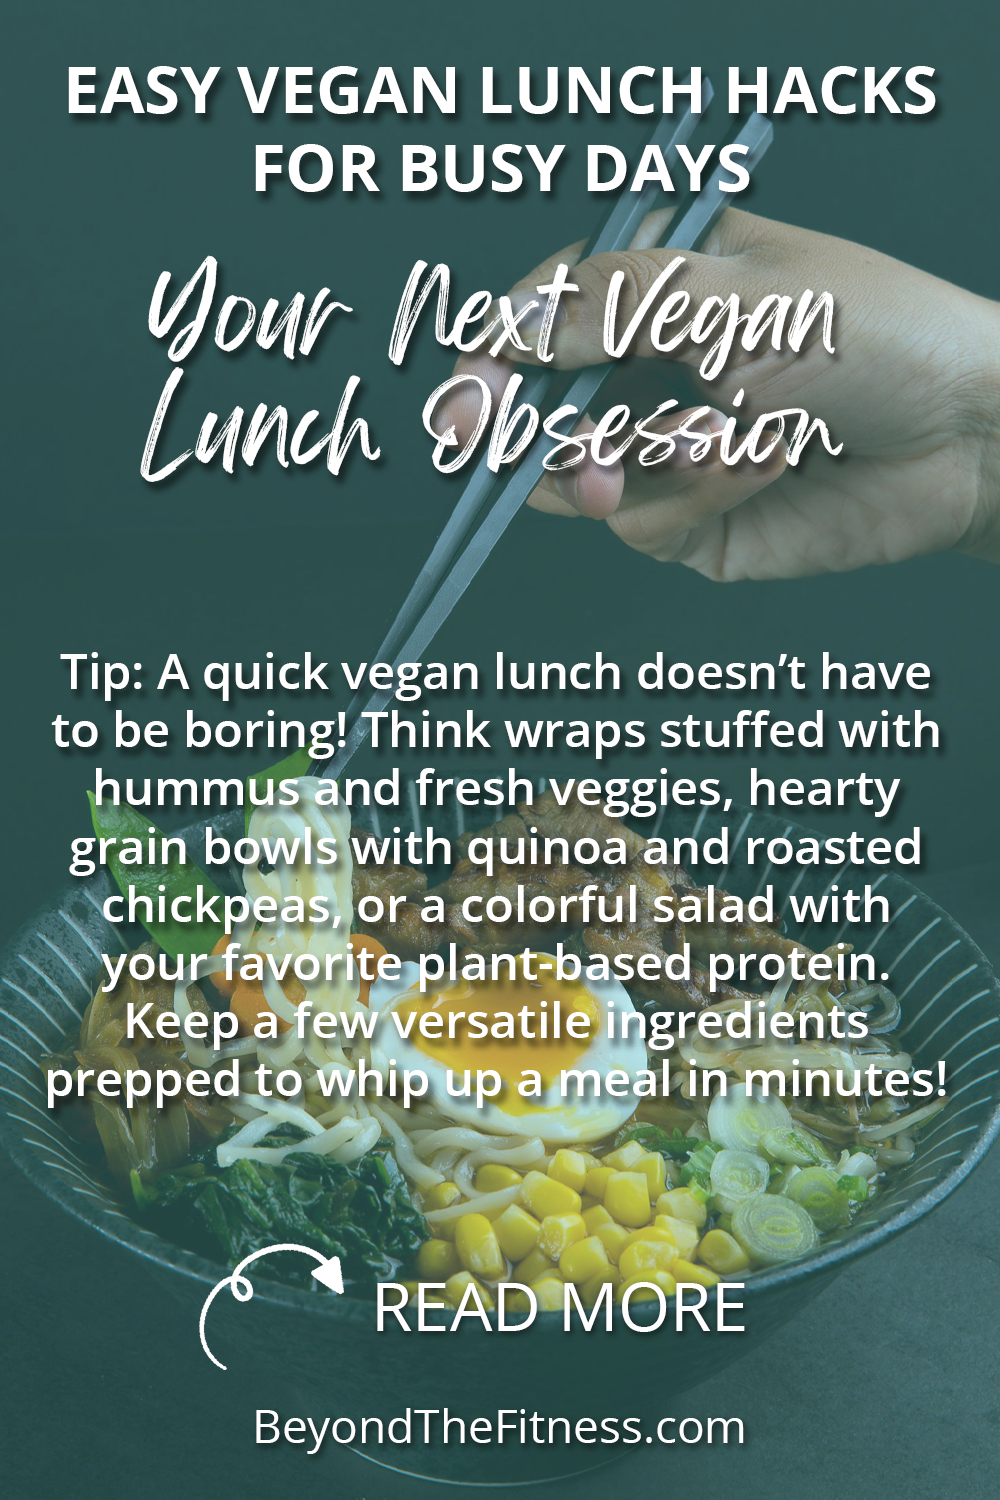 EASY VEGAN LUNCH HACKS
FOR BUSY DAYS
Your Next Vegan
Lunch Obsession
Tip: A quick vegan lunch doesn’t have
to be boring! Think wraps stuffed with
hummus and fresh veggies, hearty
grain bowls with quinoa and roasted
chickpeas, or a colorful salad with
your favorite plant-based protein.
Keep a few versatile ingredients
prepped to whip up a meal in minutes!
READ MORE
BeyondTheFitness.com